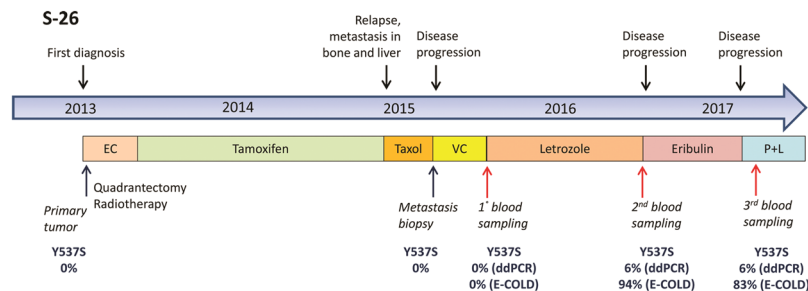 S-26
First diagnosis
Relapse,
metastasis in
bone and liver
Disease
progression
Disease
progression
Disease
progression
2013
2014
2015
2016
2017
EC
Tamoxifen
Taxol
VC
Letrozole
Eribulin
P+L
Quadrantectomy
Radiotherapy
Primary
tumor
Metastasis
biopsy
1° blood
sampling
2nd blood
sampling
3rd blood
sampling
Y537S
0%
Y537S
0%
Y537S
0% (ddPCR)
0% (E-COLD)
Y537S
6% (ddPCR)
94% (E-COLD)
Y537S
6% (ddPCR)
83% (E-COLD)